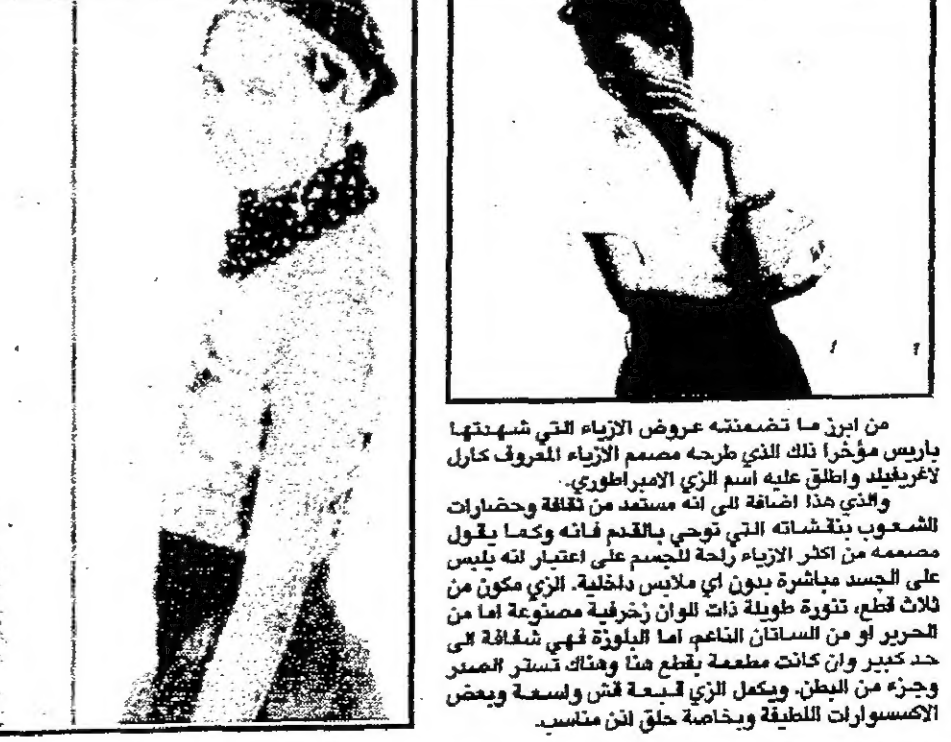 من ابرز ما تضمنته عروض الازياء التي شهدتها
باريس مؤخرا ذلك الذي طرحه مصمم الازياء المعروف كارل
لاغريفيلد واطلق عليه اسم الزي الامبراطوري.
والذي هذا اضافة الى انه مستمد من ثقافة وحضارات
الشعوب بنقشاته التي توحي بالقدم فانه وكما يقول
مصممه من اكثر الازياء راحة للجسم على اعتبار انه يلبس
على الجسد مباشرة بدون اي ملابس داخلية. الزي مكون من
ثلاث قطع، تنورة طويلة ذات الوان زخرفية مصنوعة اما من
الحرير او من الساتان الناعم، اما البلوزة فهي شفافة الى
حد كبير وان كانت مطعمة بقطع هنا وهناك تستر الصدر
وجزء من البطن. ويكمل الزي قبعة قش واسعة وبعض
الاكسسوارات اللطيفة وبخاصة حلق اذن مناسب.